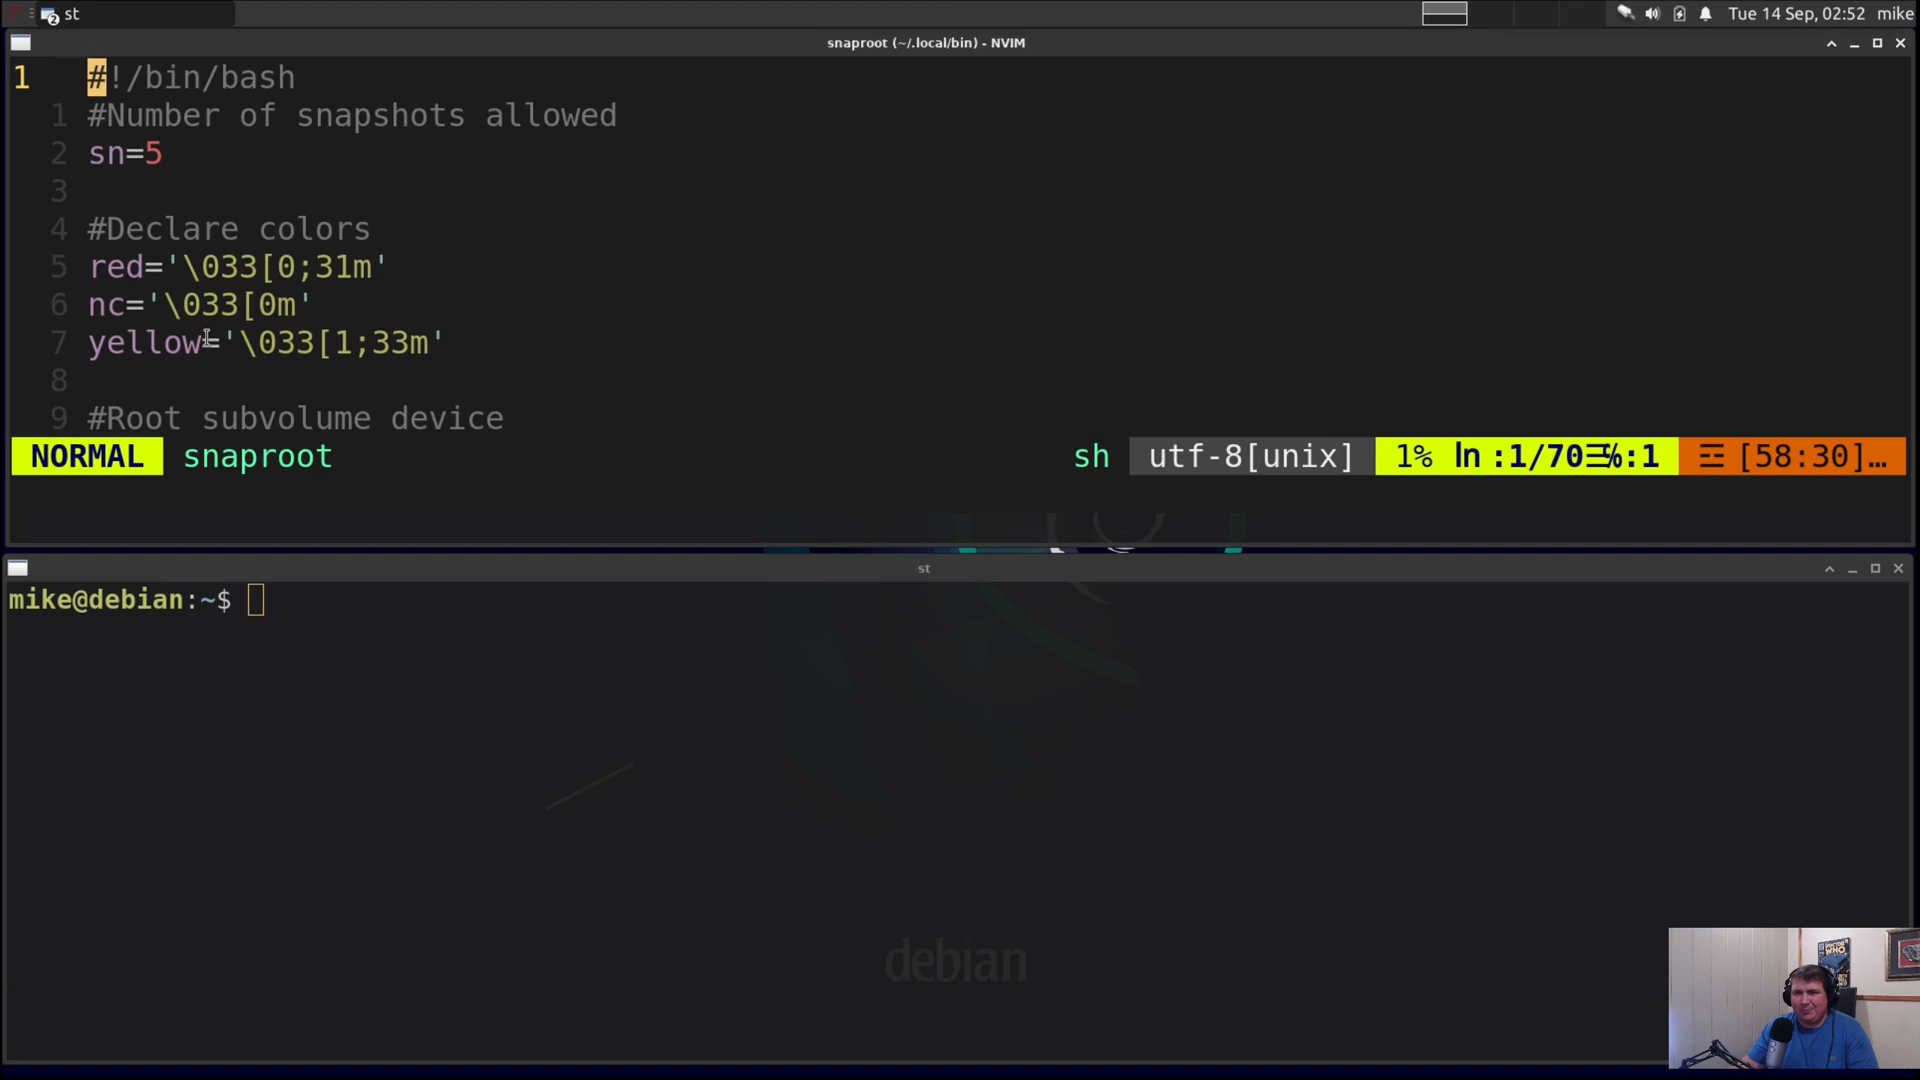 st
Tue 14 Sep, 02:52 mike
snaproot (~/.local/bin) - NVIM
1 #!/bin/bash
1 #Number of snapshots allowed
2 sn=5
3
4 #Declare colors
5 red='\033[0;31m'
6 nc='\033[0m'
7 yellow='\033[1;33m'
8
9 #Root subvolume device
NORMAL snaproot sh utf-8[unix] 1% ln :1/70☰℅:1 ☲ [58:30]…
st
mike@debian:~$
debian
DOCTOR WHO